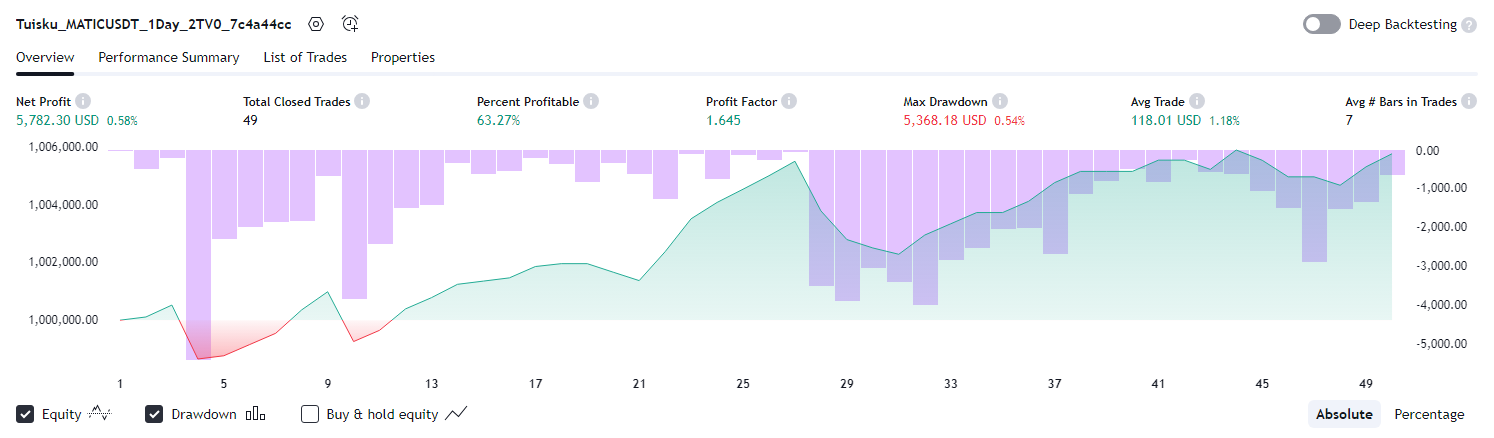 Tuisku_MATICUSDT_1Day_2TV0_7c4a44cc
Deep Backtesting ?
Overview Performance Summary List of Trades Properties
Net Profit Total Closed Trades Percent Profitable Profit Factor Max Drawdown Avg Trade Avg # Bars in Trades
5,782.30 USD 0.58% 49 63.27% 1.645 5,368.18 USD 0.54% 118.01 USD 1.18% 7
1,006,000.00 0.00
-1,000.00
1,004,000.00
-2,000.00
1,002,000.00
-3,000.00
-4,000.00
1,000,000.00
-5,000.00
1 5 9 13 17 21 25 29 33 37 41 45 49
Equity Drawdown Buy & hold equity Absolute Percentage